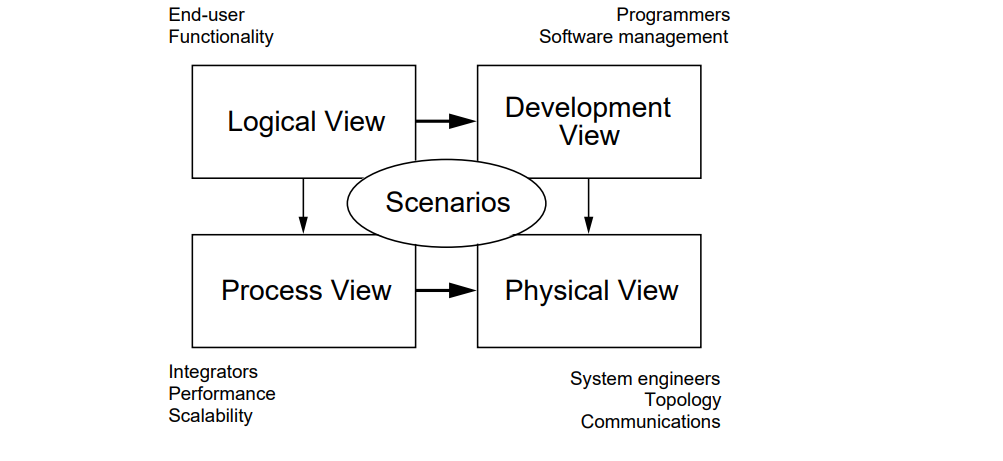 End-user
Functionality
Programmers
Software management
Logical View
Development
View
Scenarios
Process View
Physical View
Integrators
Performance
Scalability
System engineers
Topology
Communications